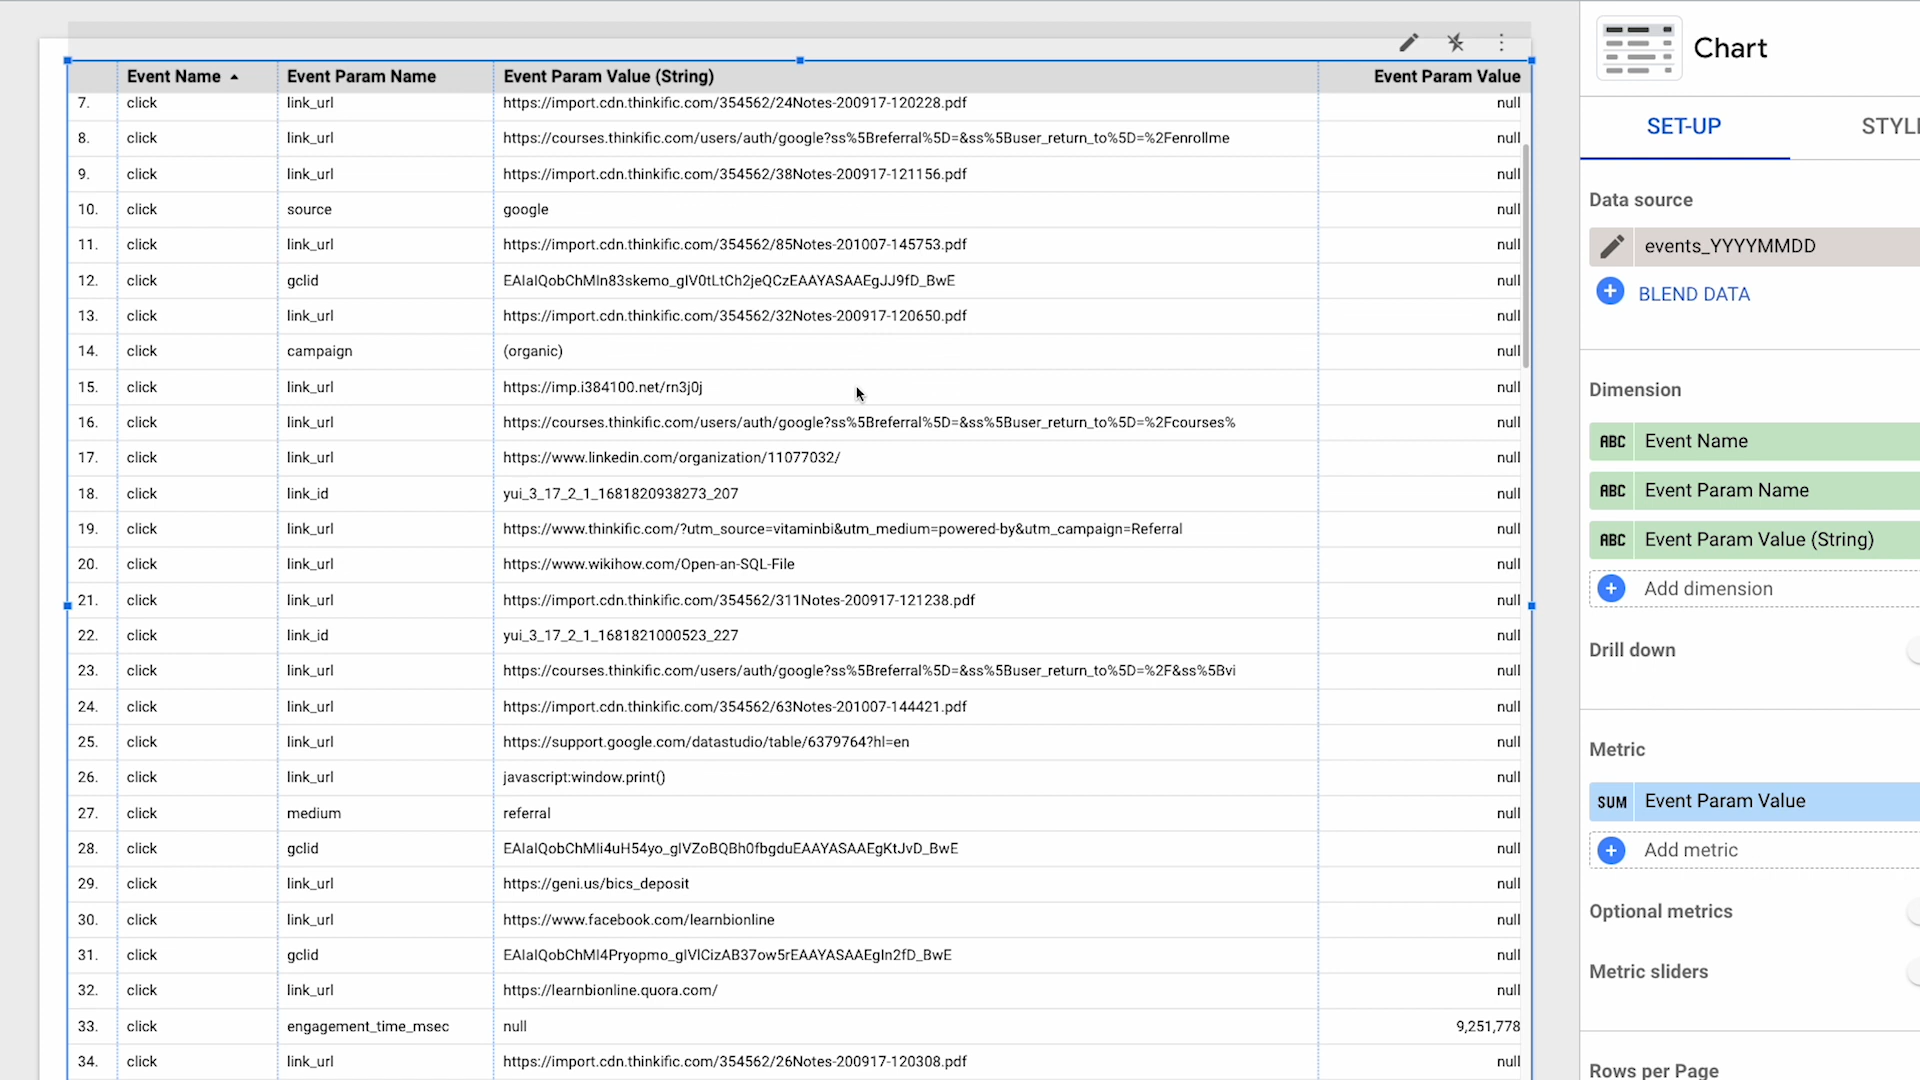 Event Name Event Param Name Event Param Value (String) Event Param Value
7. click link_url https://import.cdn.thinkific.com/354562/24Notes-200917-120228.pdf null
8. click link_url https://courses.thinkific.com/users/auth/google?ss%5Breferral%5D=&ss%5Buser_return_to%5D=%2Fenrollme null
9. click link_url https://import.cdn.thinkific.com/354562/38Notes-200917-121156.pdf null
10. click source google null
11. click link_url https://import.cdn.thinkific.com/354562/85Notes-201007-145753.pdf null
12. click gclid EAIaIQobChMIn83skemo_gIV0tLtCh2jeQCzEAAYASAAEgJJ9fD_BwE null
13. click link_url https://import.cdn.thinkific.com/354562/32Notes-200917-120650.pdf null
14. click campaign (organic) null
15. click link_url https://imp.i384100.net/rn3j0j null
16. click link_url https://courses.thinkific.com/users/auth/google?ss%5Breferral%5D=&ss%5Buser_return_to%5D=%2Fcourses% null
17. click link_url https://www.linkedin.com/organization/11077032/ null
18. click link_id yui_3_17_2_1_1681820938273_207 null
19. click link_url https://www.thinkific.com/?utm_source=vitaminbi&utm_medium=powered-by&utm_campaign=Referral null
20. click link_url https://www.wikihow.com/Open-an-SQL-File null
21. click link_url https://import.cdn.thinkific.com/354562/311Notes-200917-121238.pdf null
22. click link_id yui_3_17_2_1_1681821000523_227 null
23. click link_url https://courses.thinkific.com/users/auth/google?ss%5Breferral%5D=&ss%5Buser_return_to%5D=%2F&ss%5Bvi null
24. click link_url https://import.cdn.thinkific.com/354562/63Notes-201007-144421.pdf null
25. click link_url https://support.google.com/datastudio/table/6379764?hl=en null
26. click link_url javascript:window.print() null
27. click medium referral null
28. click gclid EAIaIQobChMIi4uH54yo_gIVZoBQBh0fbgduEAAYASAAEgKtJvD_BwE null
29. click link_url https://geni.us/bics_deposit null
30. click link_url https://www.facebook.com/learnbionline null
31. click gclid EAIaIQobChMI4Pryopmo_gIVlCizAB37ow5rEAAYASAAEgIn2fD_BwE null
32. click link_url https://learnbionline.quora.com/ null
33. click engagement_time_msec null 9,251,778
34. click link_url https://import.cdn.thinkific.com/354562/26Notes-200917-120308.pdf null
Chart
SET-UP STYLE
Data source
events_YYYYMMDD
BLEND DATA
Dimension
ABC Event Name
ABC Event Param Name
ABC Event Param Value (String)
Add dimension
Drill down
Metric
SUM Event Param Value
Add metric
Optional metrics
Metric sliders
Rows per Page